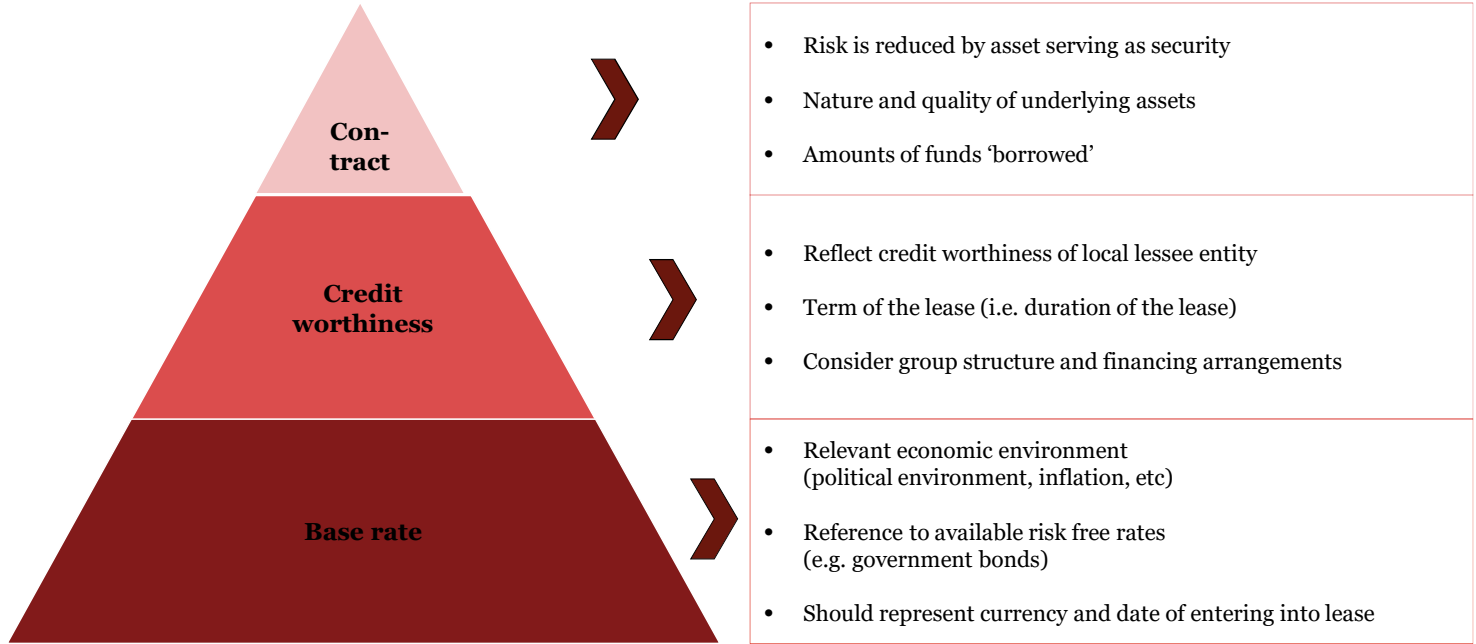 Con-
tract
• Risk is reduced by asset serving as security
• Nature and quality of underlying assets
• Amounts of funds ‘borrowed’
Credit
worthiness
• Reflect credit worthiness of local lessee entity
• Term of the lease (i.e. duration of the lease)
• Consider group structure and financing arrangements
Base rate
• Relevant economic environment
(political environment, inflation, etc)
• Reference to available risk free rates
(e.g. government bonds)
• Should represent currency and date of entering into lease